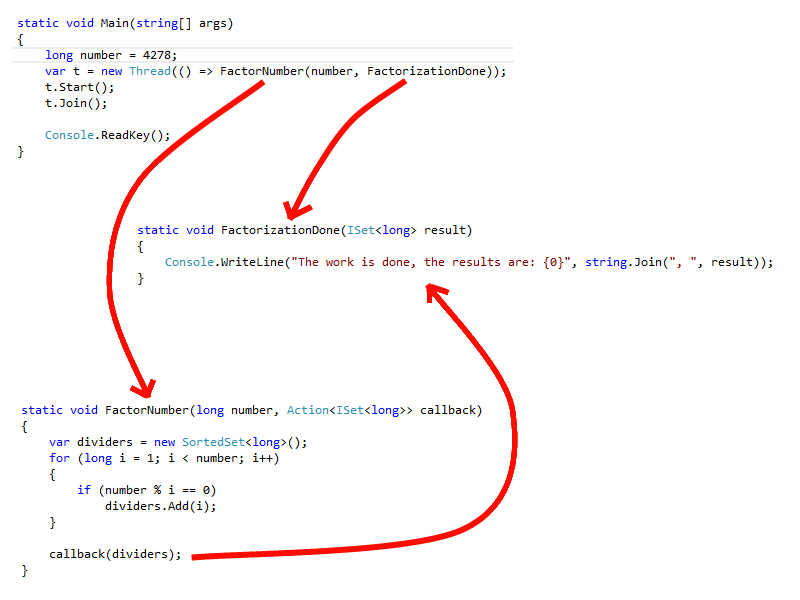 static void Main(string[] args)
{
    long number = 4278;
    var t = new Thread(() => FactorNumber(number, FactorizationDone));
    t.Start();
    t.Join();
    Console.ReadKey();
}
static void FactorizationDone(ISet<long> result)
{
    Console.WriteLine("The work is done, the results are: {0}", string.Join(", ", result));
}
static void FactorNumber(long number, Action<ISet<long>> callback)
{
    var dividers = new SortedSet<long>();
    for (long i = 1; i < number; i++)
    {
        if (number % i == 0)
            dividers.Add(i);
    }
    callback(dividers);
}